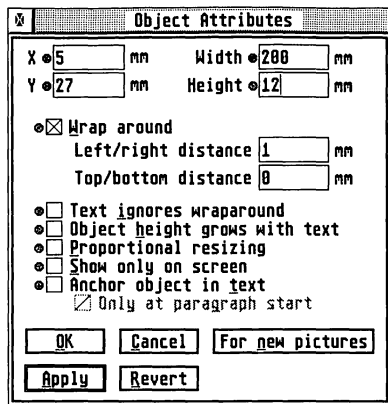 Object Attributes
X 5 mm Width 200 mm
Y 27 mm Height 12 mm
Wrap around
Left/right distance 1 mm
Top/bottom distance 0 mm
Text ignores wraparound
Object height grows with text
Proportional resizing
Show only on screen
Anchor object in text
Only at paragraph start
OK Cancel For new pictures
Apply Revert